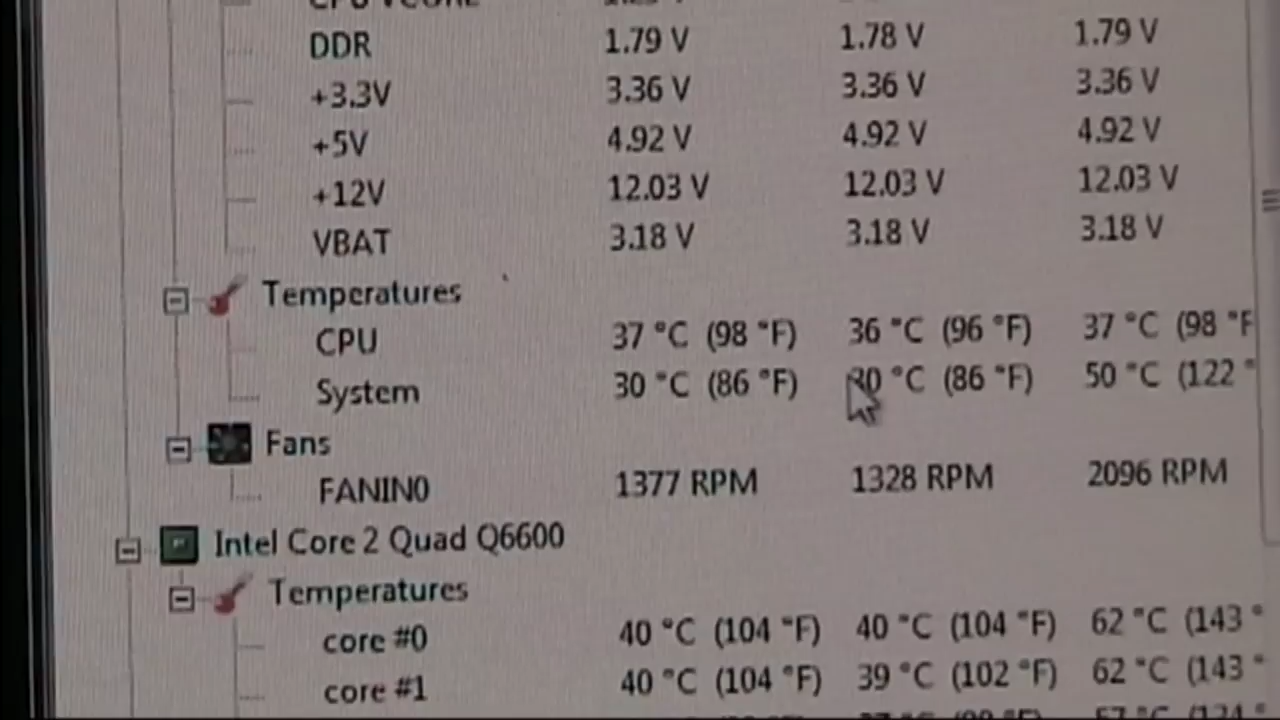 CPU VCORE
DDR 1.79 V 1.78 V 1.79 V
+3.3V 3.36 V 3.36 V 3.36 V
+5V 4.92 V 4.92 V 4.92 V
+12V 12.03 V 12.03 V 12.03 V
VBAT 3.18 V 3.18 V 3.18 V
Temperatures
CPU 37 °C (98 °F) 36 °C (96 °F) 37 °C (98 °F
System 30 °C (86 °F) 30 °C (86 °F) 50 °C (122 °
Fans
FANIN0 1377 RPM 1328 RPM 2096 RPM
Intel Core 2 Quad Q6600
Temperatures
core #0 40 °C (104 °F) 40 °C (104 °F) 62 °C (143 °
core #1 40 °C (104 °F) 39 °C (102 °F) 62 °C (143 °